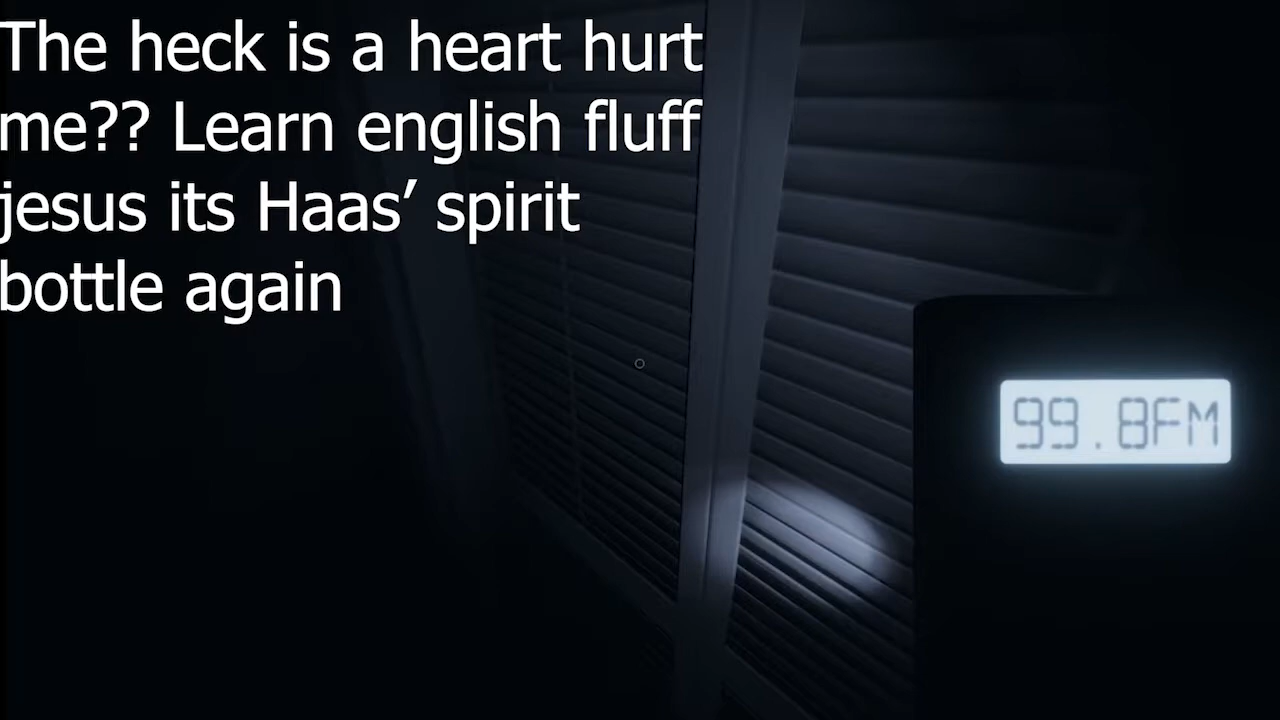 The heck is a heart hurt
me?? Learn english fluff
jesus its Haas’ spirit
bottle again
99.8FM